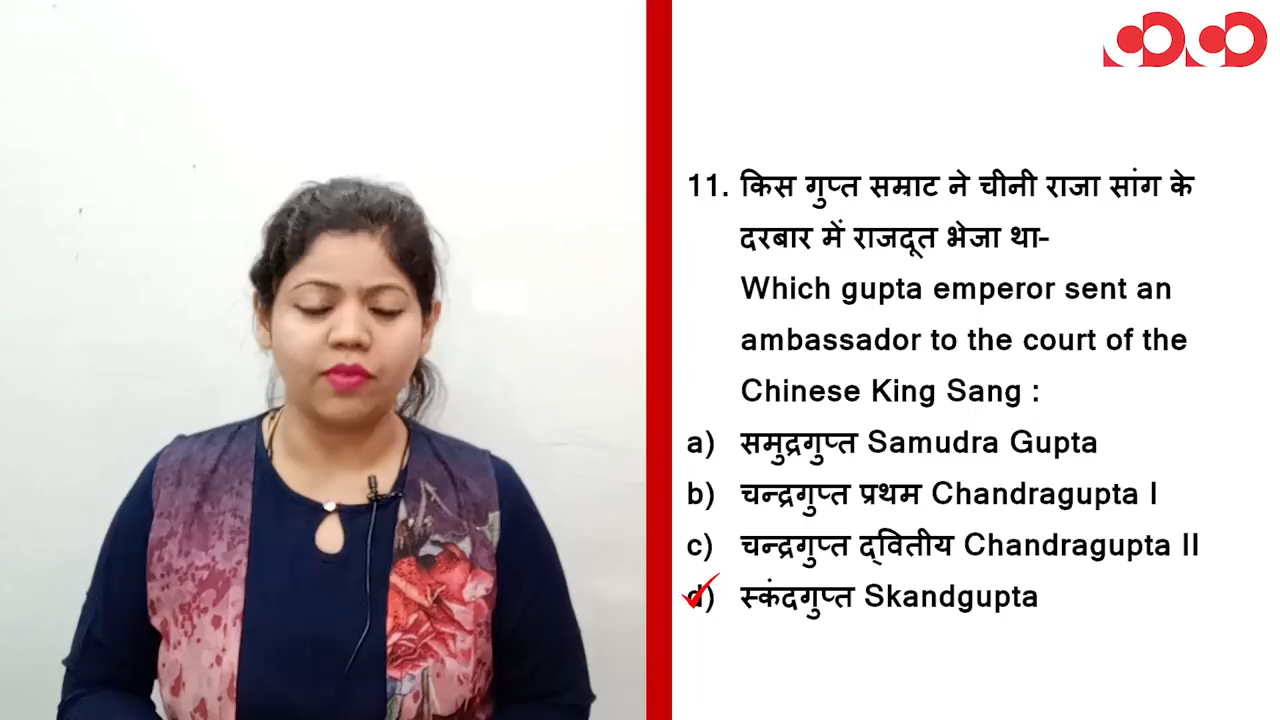 11. किस गुप्त सम्राट ने चीनी राजा सांग के
दरबार में राजदूत भेजा था-
Which gupta emperor sent an
ambassador to the court of the
Chinese King Sang :
a) समुद्रगुप्त Samudra Gupta
b) चन्द्रगुप्त प्रथम Chandragupta I
c) चन्द्रगुप्त द्वितीय Chandragupta II
d) स्कंदगुप्त Skandgupta